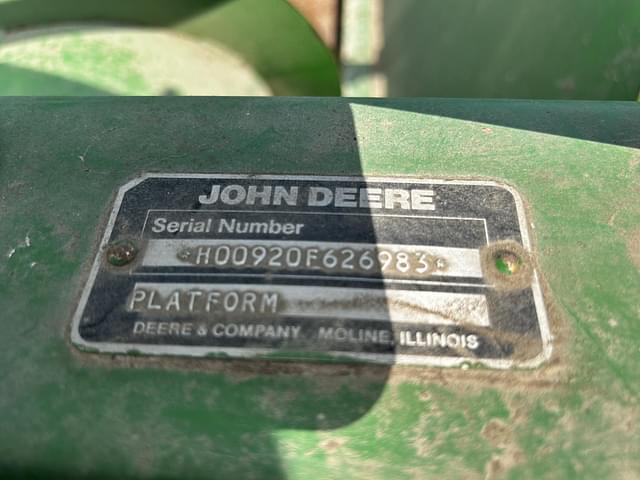 JOHN DEERE
Serial Number
*H00920F626983*
PLATFORM
DEERE & COMPANY MOLINE, ILLINOIS